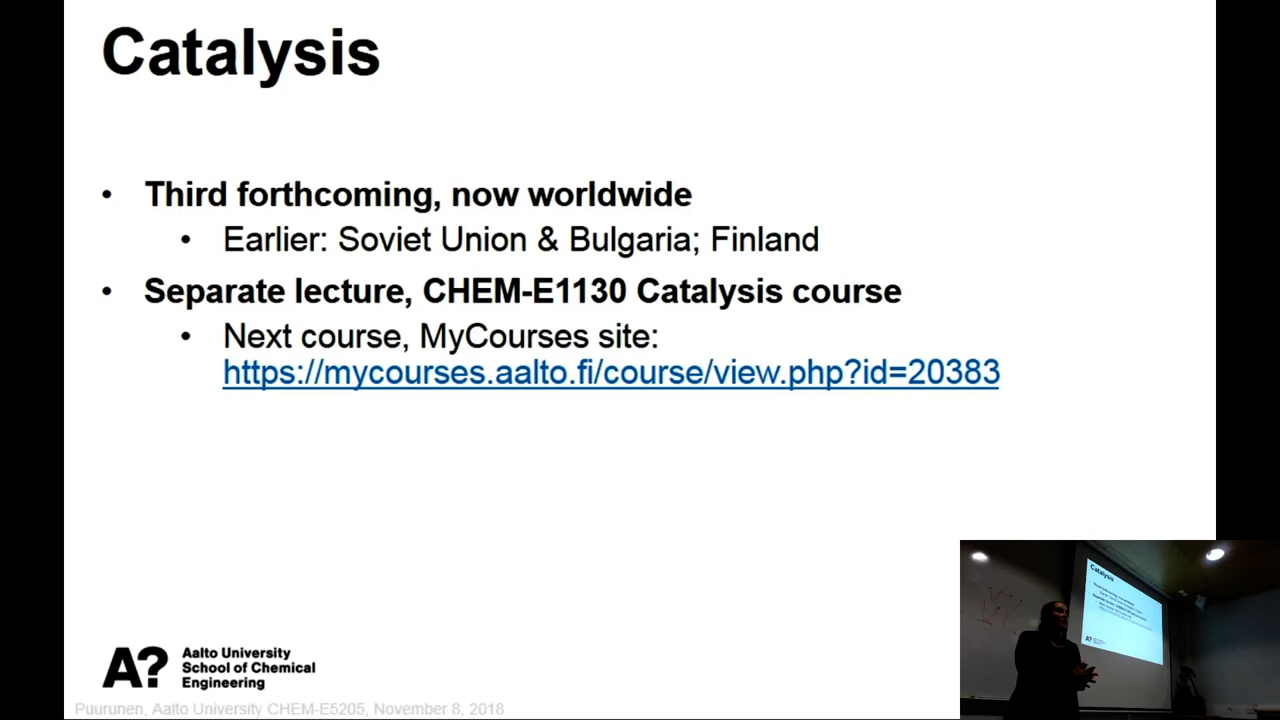 Catalysis
• Third forthcoming, now worldwide
• Earlier: Soviet Union & Bulgaria; Finland
• Separate lecture, CHEM-E1130 Catalysis course
• Next course, MyCourses site:
https://mycourses.aalto.fi/course/view.php?id=20383
A?
Aalto University
School of Chemical
Engineering
Puurunen, Aalto University CHEM-E5205, November 8, 2018
Catalysis